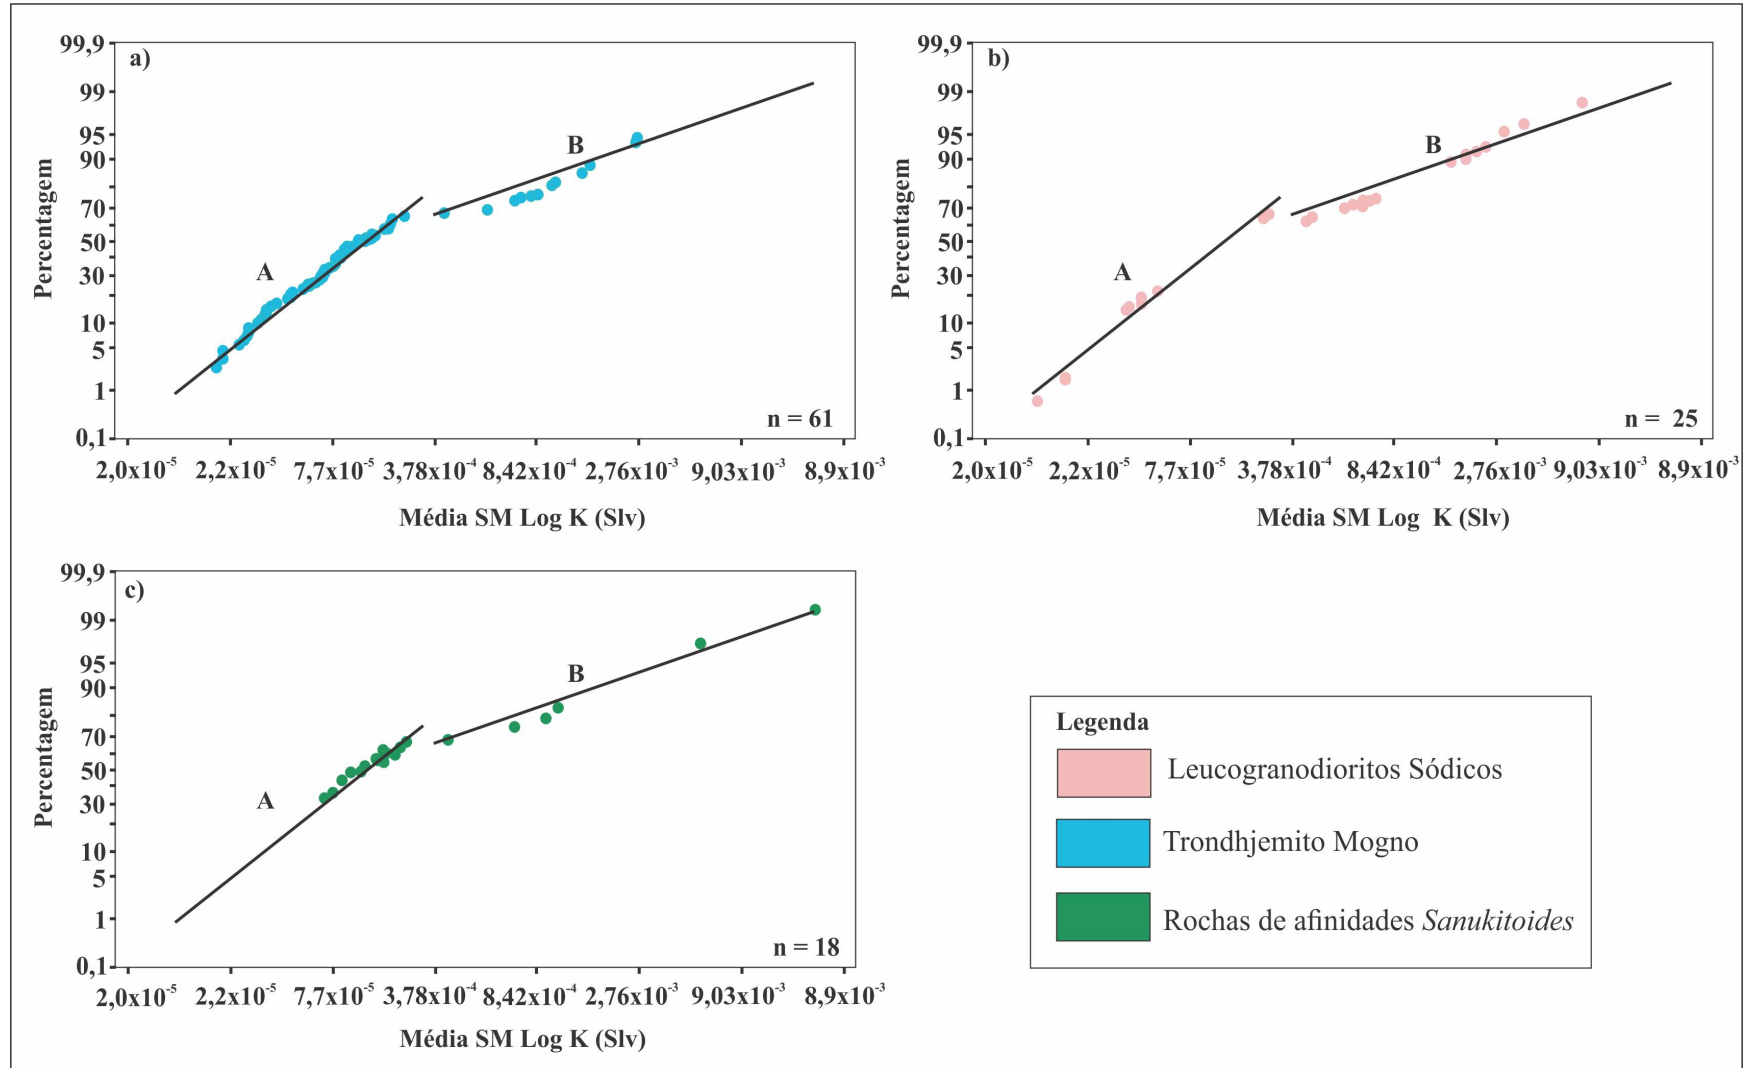 a)
99,9
99
95
90
70
50
30
10
5
1
0,1
Percentagem
A
B
n = 61
2,0x10-5 2,2x10-5 7,7x10-5 3,78x10-4 8,42x10-4 2,76x10-3 9,03x10-3 8,9x10-3
Média SM Log K (Slv)
b)
99,9
99
95
90
70
50
30
10
5
1
0,1
Percentagem
A
B
n = 25
2,0x10-5 2,2x10-5 7,7x10-5 3,78x10-4 8,42x10-4 2,76x10-3 9,03x10-3 8,9x10-3
Média SM Log K (Slv)
c)
99,9
99
95
90
70
50
30
10
5
1
0,1
Percentagem
A
B
n = 18
2,0x10-5 2,2x10-5 7,7x10-5 3,78x10-4 8,42x10-4 2,76x10-3 9,03x10-3 8,9x10-3
Média SM Log K (Slv)
Legenda
Leucogranodioritos Sódicos
Trondhjemito Mogno
Rochas de afinidades Sanukitoides